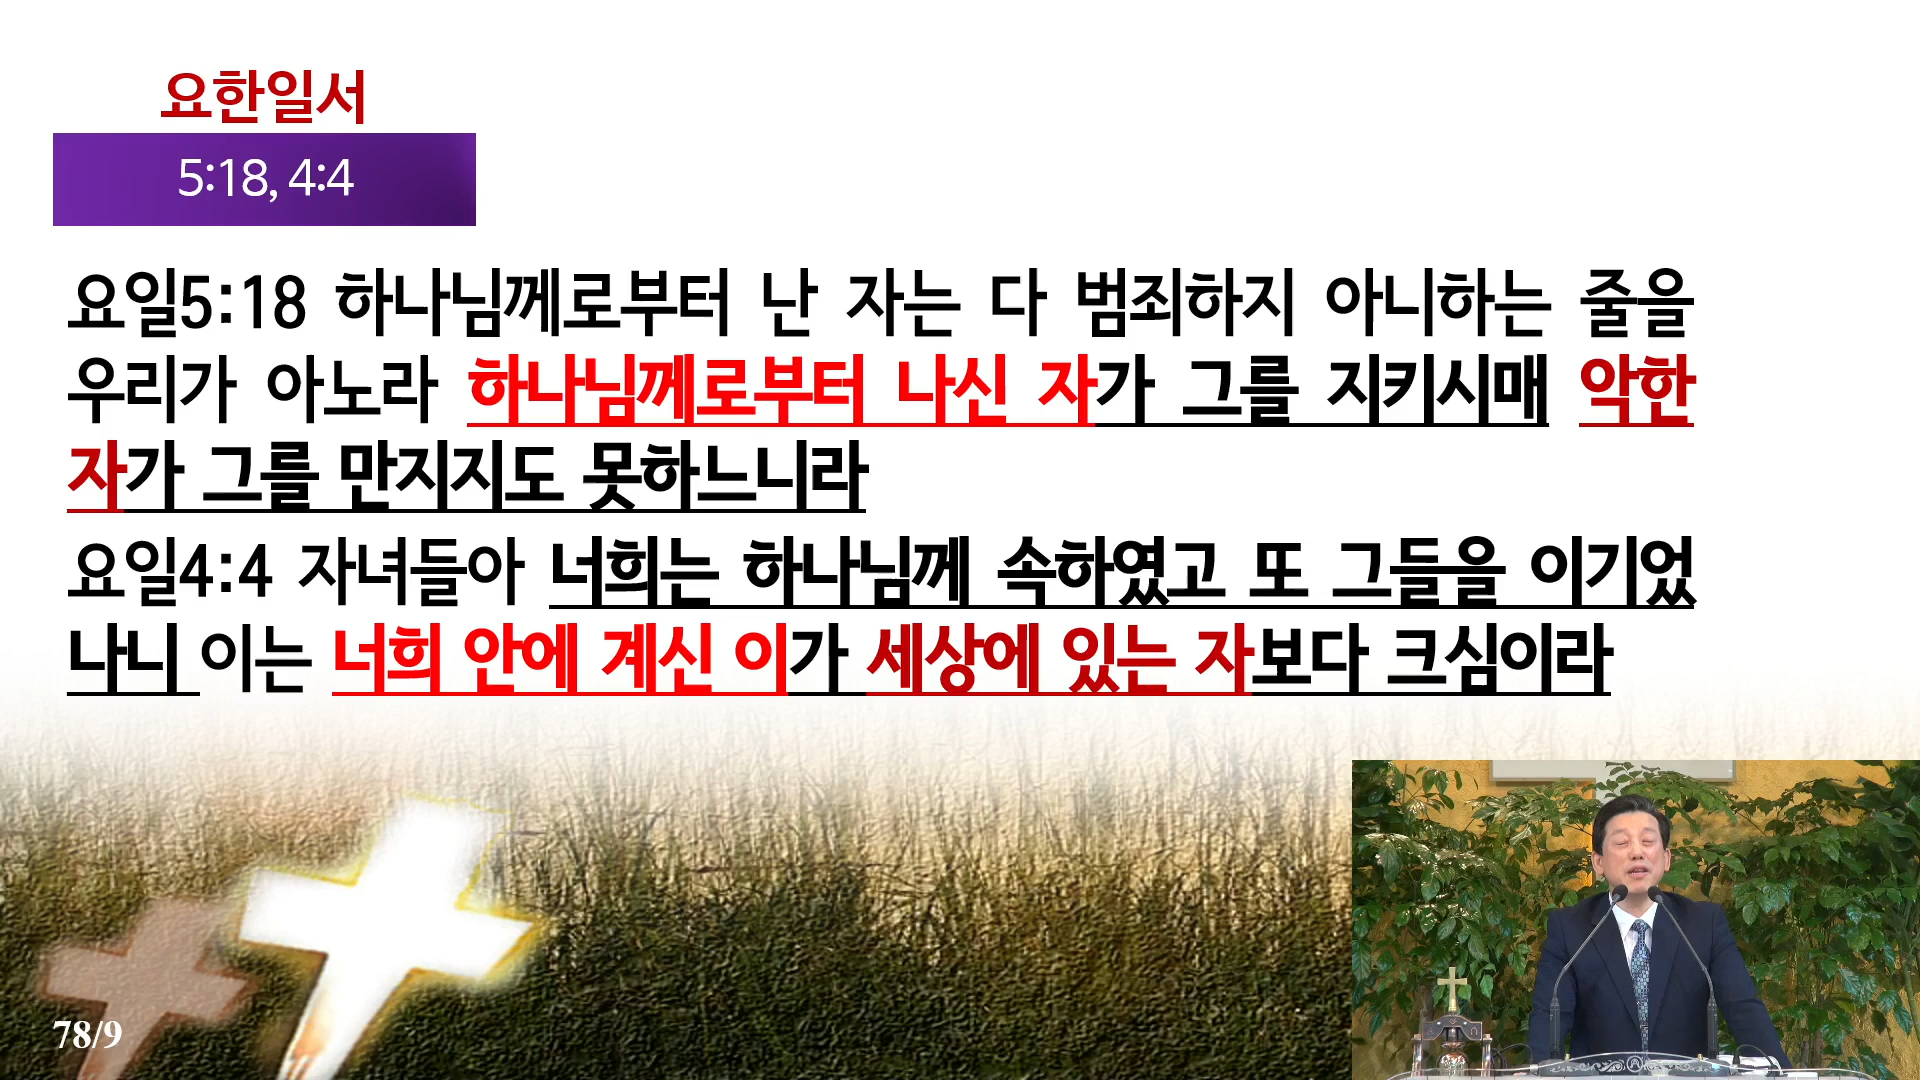 요한일서
5:18, 4:4
요일5:18 하나님께로부터 난 자는 다 범죄하지 아니하는 줄을
우리가 아노라 하나님께로부터 나신 자가 그를 지키시매 악한
자가 그를 만지지도 못하느니라
요일4:4 자녀들아 너희는 하나님께 속하였고 또 그들을 이기었
나니 이는 너희 안에 계신 이가 세상에 있는 자보다 크심이라
78/9